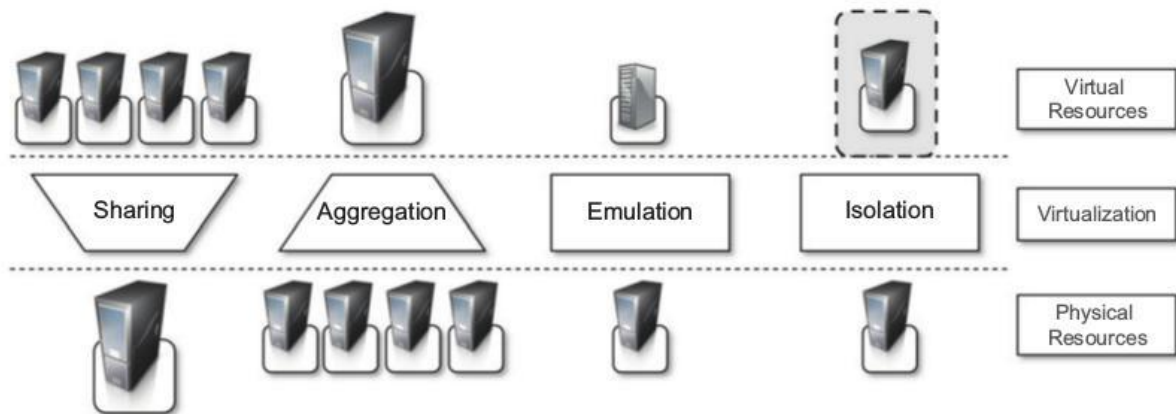 Virtual
Resources
Sharing
Aggregation
Emulation
Isolation
Virtualization
Physical
Resources